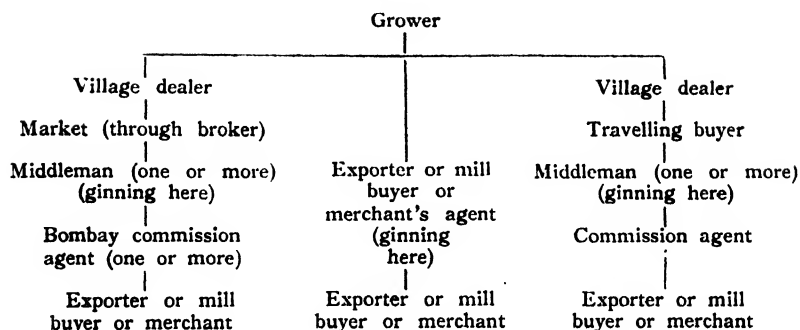 Grower
Village dealer
Market (through broker)
Middleman (one or more)
(ginning here)
Bombay commission
agent (one or more)
Exporter or mill
buyer or merchant
Exporter or mill
buyer or
merchant's agent
(ginning
here)
Exporter or mill
buyer or merchant
Village dealer
Travelling buyer
Middleman (one or more)
(ginning here)
Commission agent
Exporter or mill
buyer or merchant